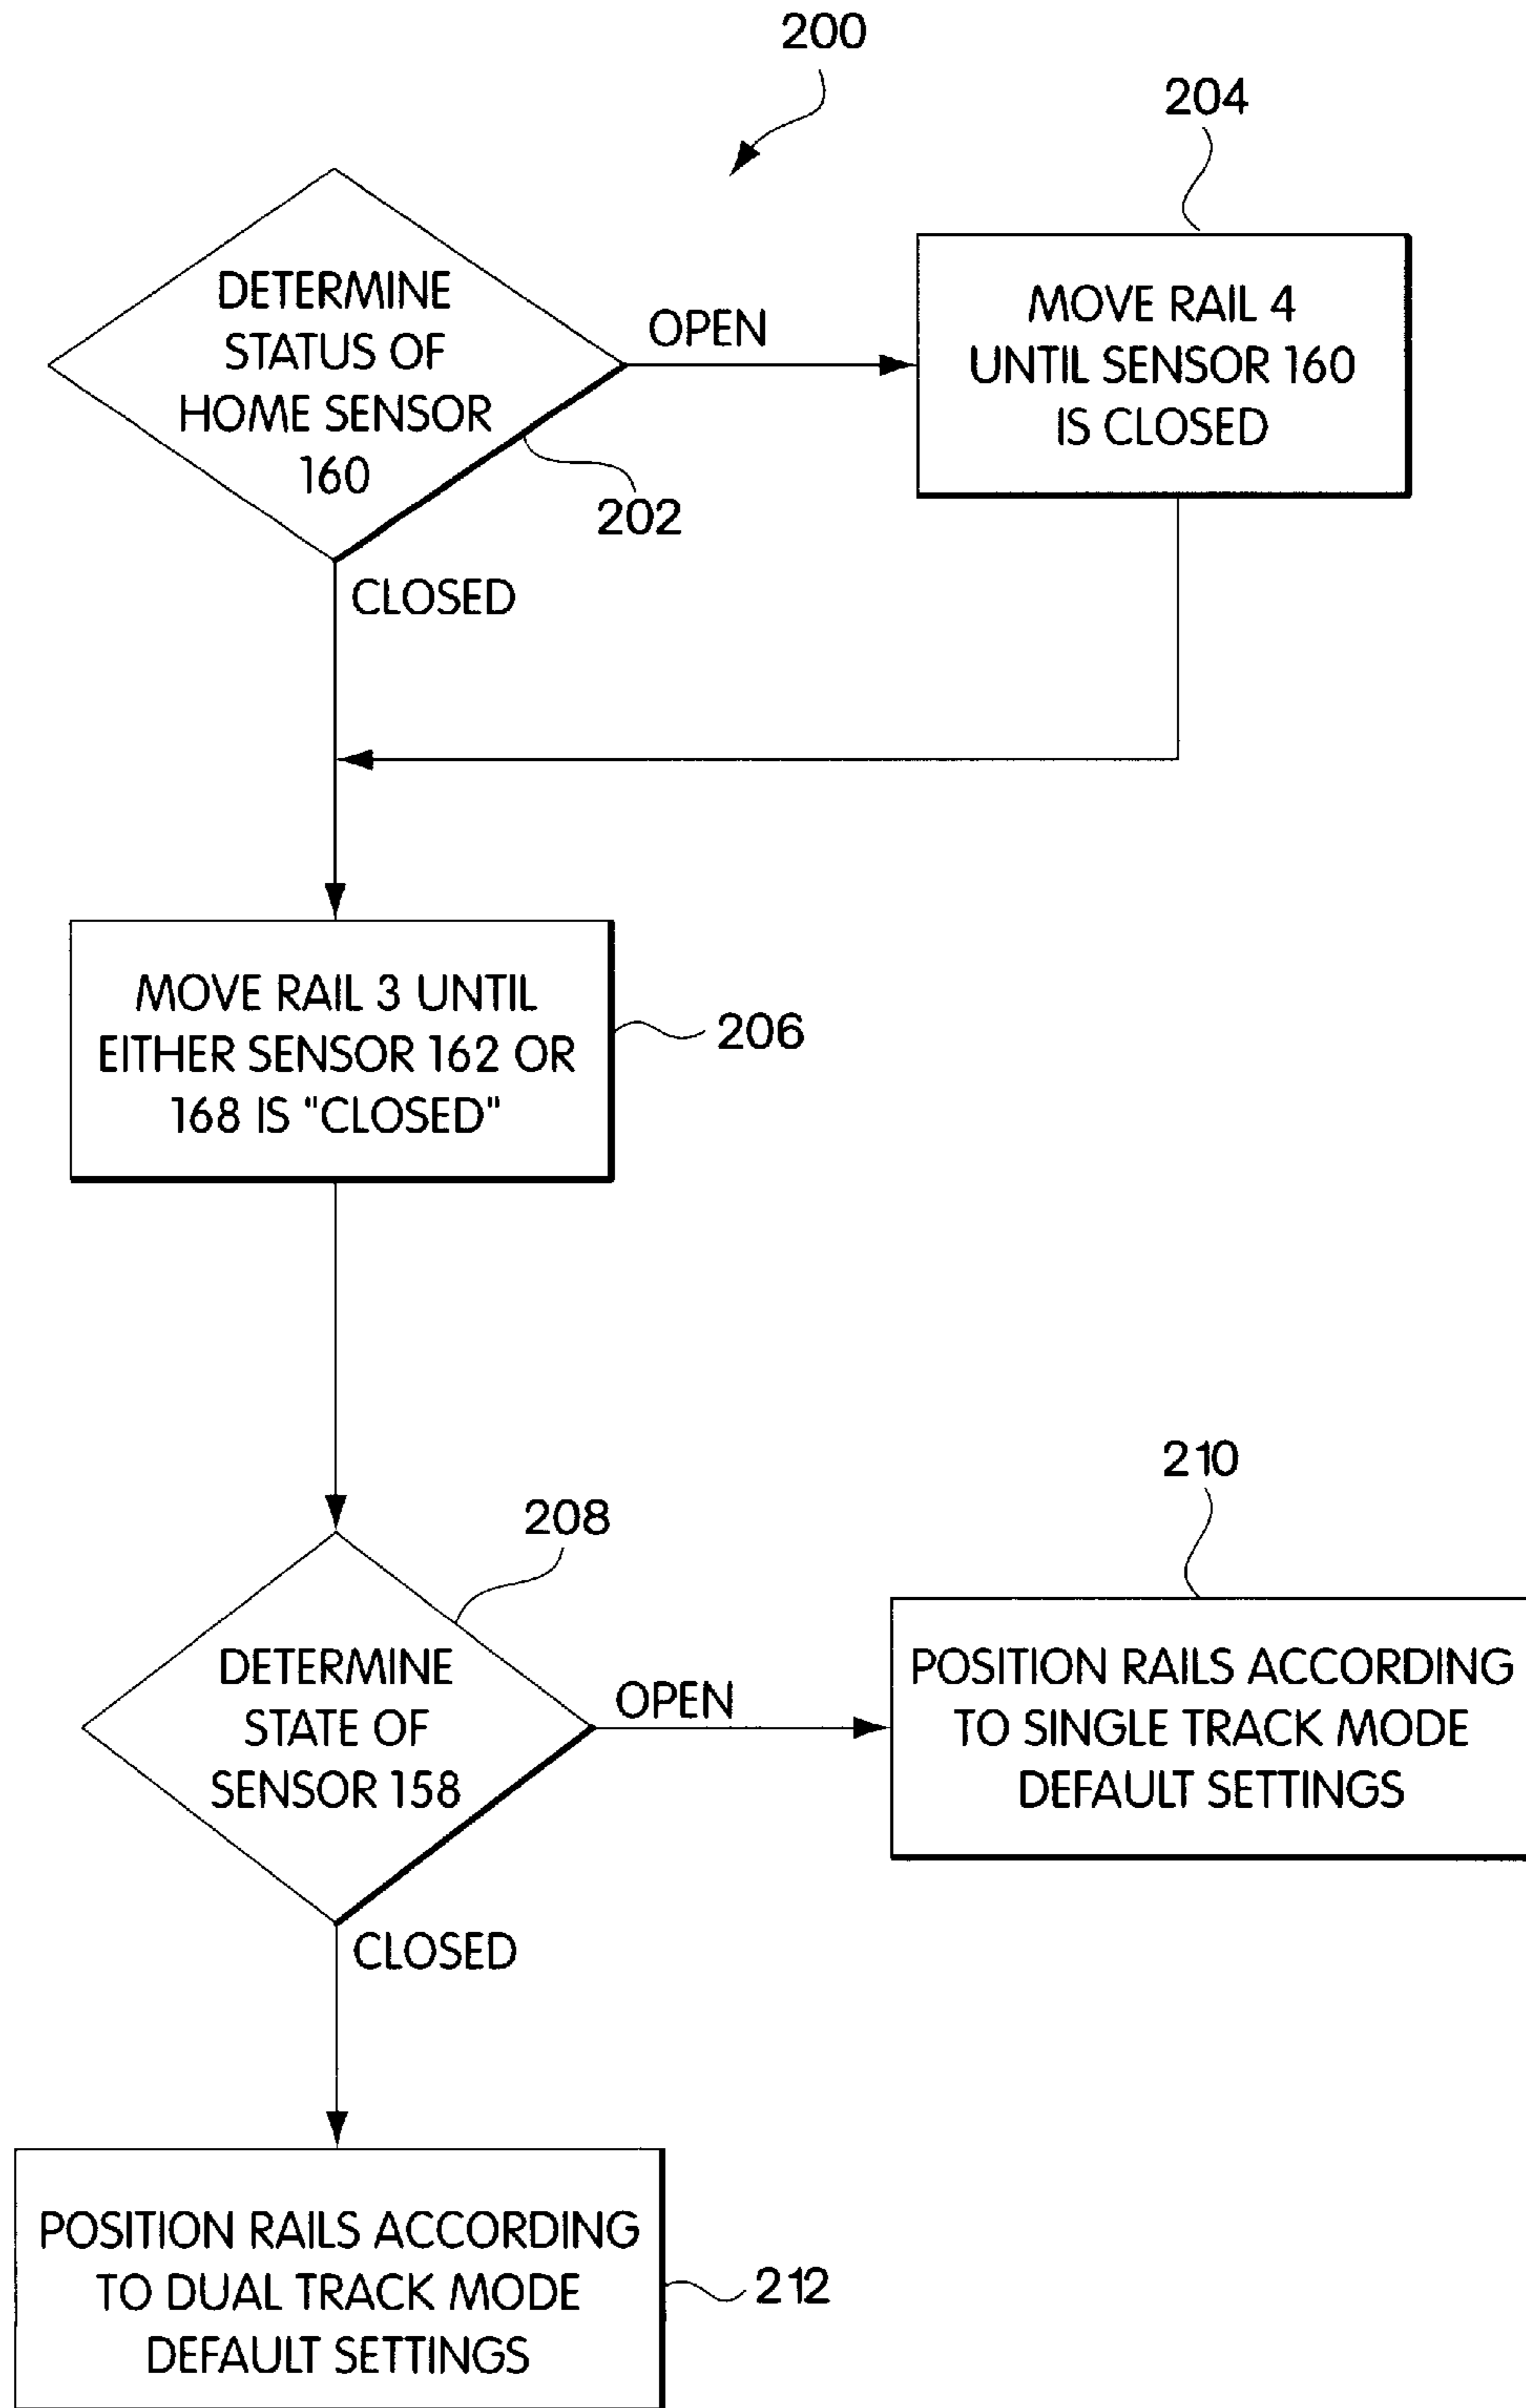 200
204
DETERMINE
STATUS OF
HOME SENSOR
160
OPEN
MOVE RAIL 4
UNTIL SENSOR 160
IS CLOSED
202
CLOSED
MOVE RAIL 3 UNTIL
EITHER SENSOR 162 OR
168 IS "CLOSED"
206
208
210
DETERMINE
STATE OF
SENSOR 158
OPEN
POSITION RAILS ACCORDING
TO SINGLE TRACK MODE
DEFAULT SETTINGS
CLOSED
POSITION RAILS ACCORDING
TO DUAL TRACK MODE
DEFAULT SETTINGS
212